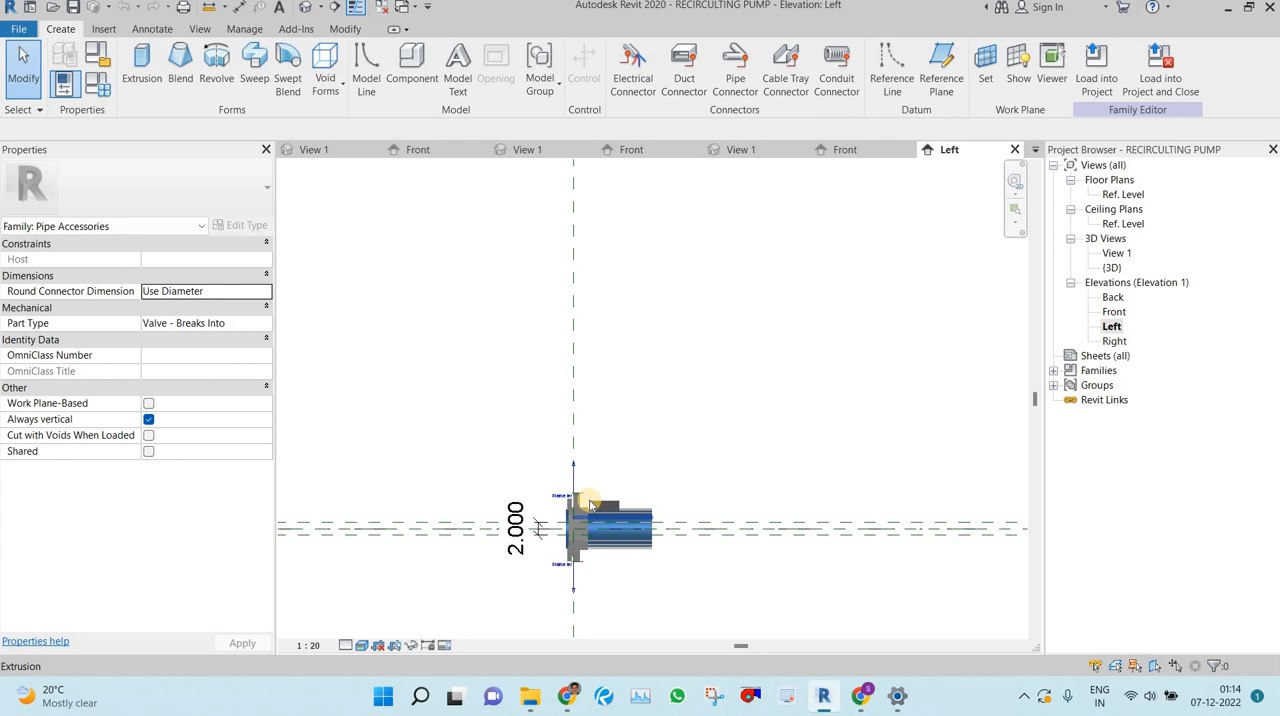 Autodesk Revit 2020 - RECIRCULTING PUMP - Elevation: Left
Sign In
File Create Insert Annotate View Manage Add-Ins Modify
Modify
Select
Properties
Extrusion Blend Revolve Sweep Swept Blend Void Forms
Forms
Model Line Component Model Text Opening Model Group
Model
Control
Control
Electrical Connector Duct Connector Pipe Connector Cable Tray Connector Conduit Connector
Connectors
Reference Line Reference Plane
Datum
Set Show Viewer
Work Plane
Load into Project Load into Project and Close
Family Editor
View 1 Front View 1 Front View 1 Front Left
Properties
Family: Pipe Accessories Edit Type
Constraints
Host
Dimensions
Round Connector Dimension Use Diameter
Mechanical
Part Type Valve - Breaks Into
Identity Data
OmniClass Number
OmniClass Title
Other
Work Plane-Based
Always vertical
Cut with Voids When Loaded
Shared
Properties help Apply
2.000
1 : 20
Project Browser - RECIRCULTING PUMP
Views (all)
Floor Plans
Ref. Level
Ceiling Plans
Ref. Level
3D Views
View 1
{3D}
Elevations (Elevation 1)
Back
Front
Left
Right
Sheets (all)
Families
Groups
Revit Links
Extrusion
:0
20°C
Mostly clear
ENG
IN
01:14
07-12-2022
1